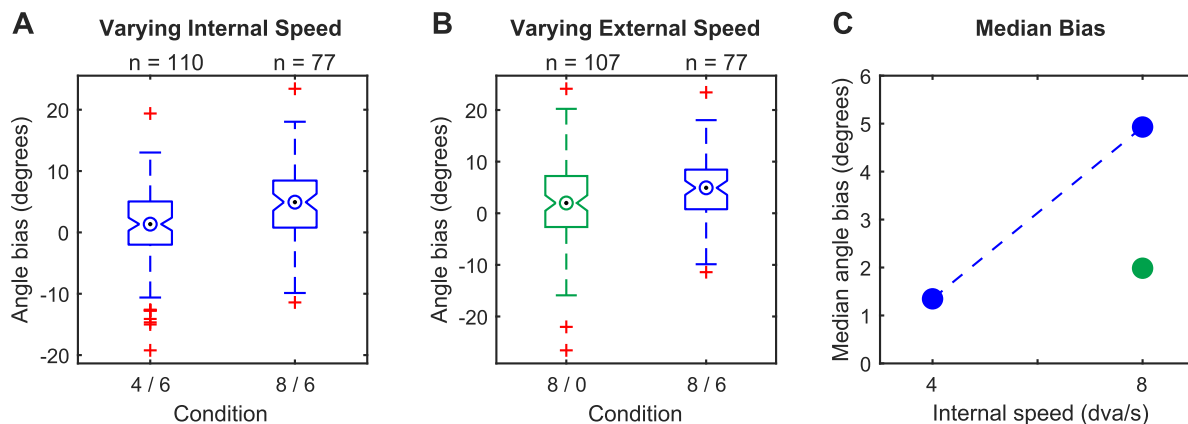 A
Varying Internal Speed
n = 110
n = 77
20
10
0
-10
-20
Angle bias (degrees)
4 / 6
8 / 6
Condition
B
Varying External Speed
n = 107
n = 77
20
10
0
-10
-20
Angle bias (degrees)
8 / 0
8 / 6
Condition
C
Median Bias
6
5
4
3
2
1
0
Median angle bias (degrees)
4
8
Internal speed (dva/s)